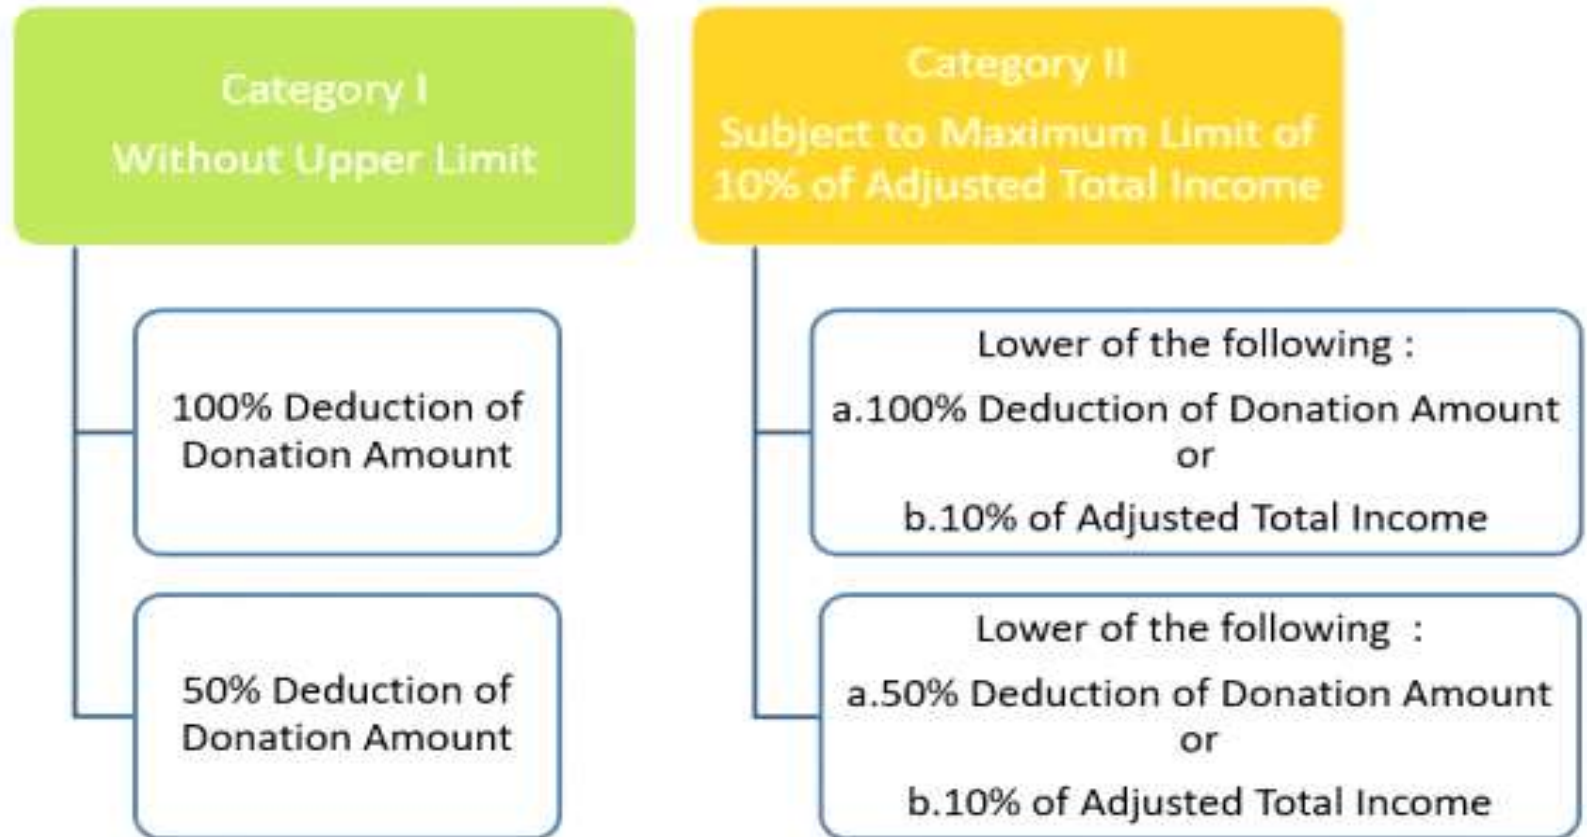 Category I
Without Upper Limit
100% Deduction of
Donation Amount
50% Deduction of
Donation Amount
Category II
Subject to Maximum Limit of
10% of Adjusted Total Income
Lower of the following :
a.100% Deduction of Donation Amount
or
b.10% of Adjusted Total Income
Lower of the following  :
a.50% Deduction of Donation Amount
or
b.10% of Adjusted Total Income